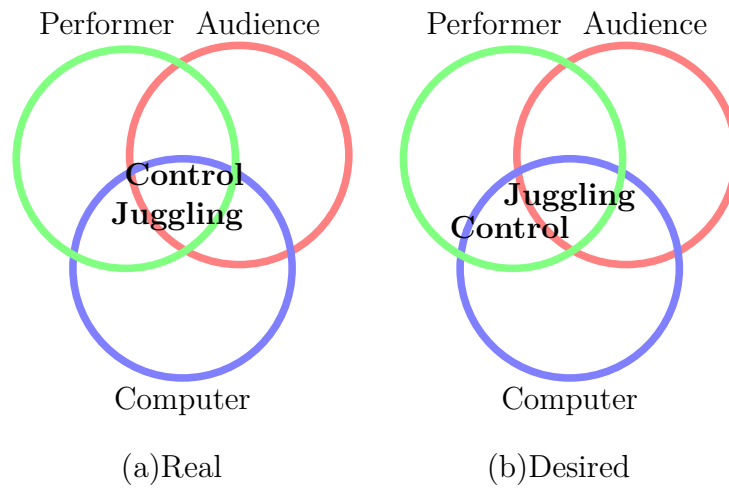 Performer Audience
Control
Juggling
Computer
(a)Real
Performer Audience
Juggling
Control
Computer
(b)Desired